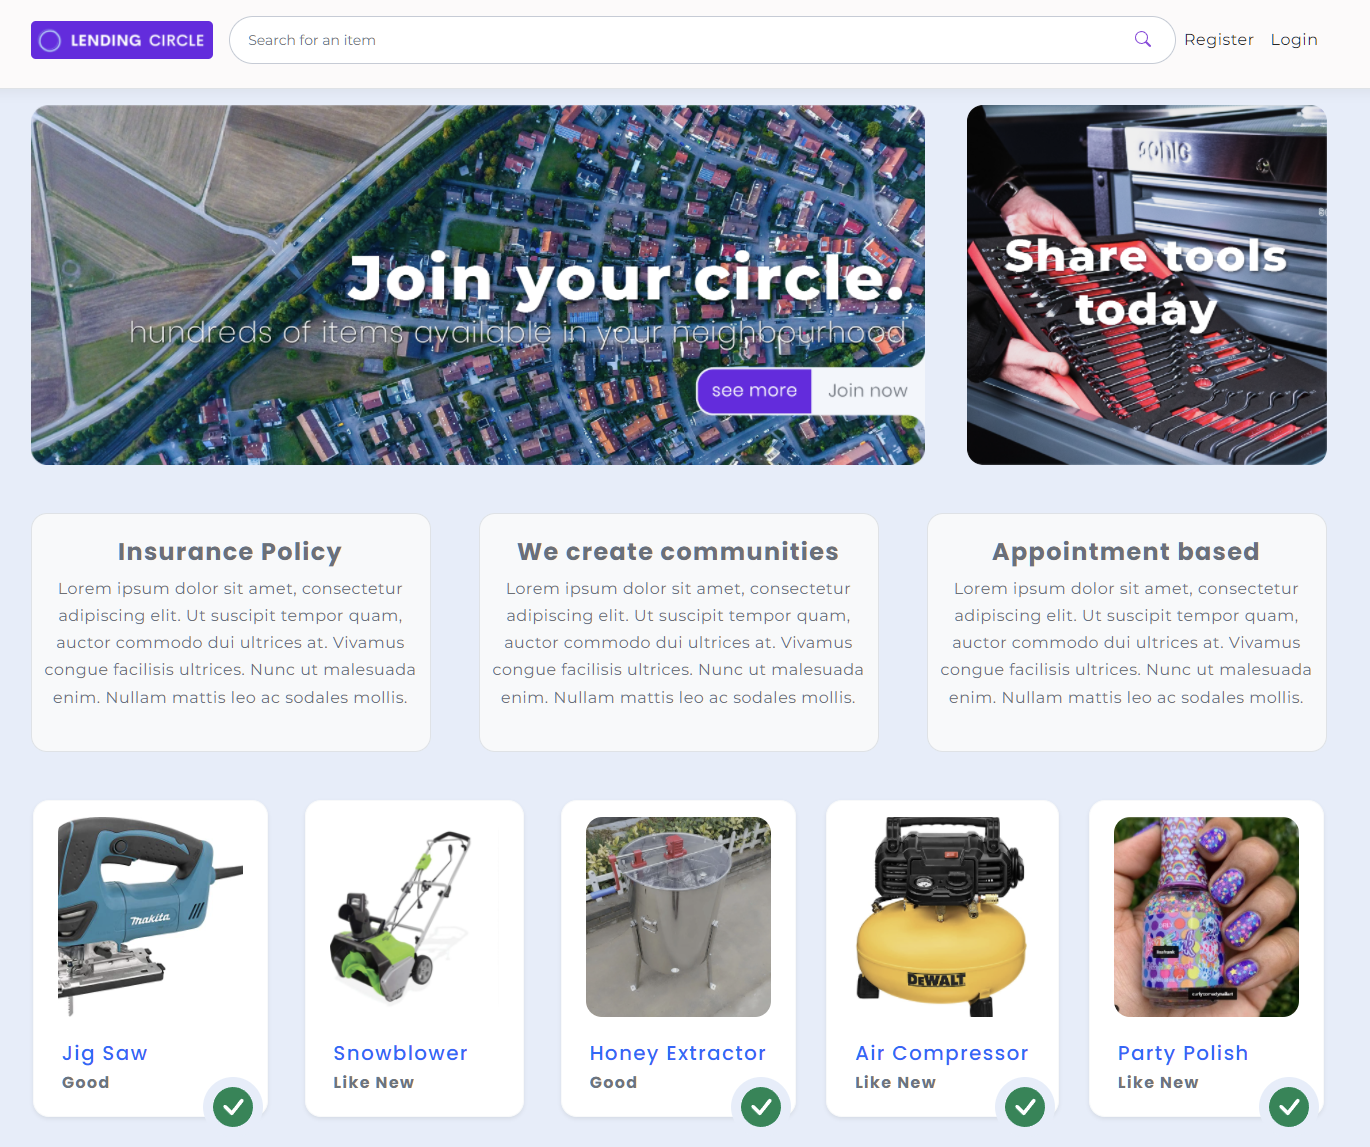 LENDING CIRCLE
Search for an item
Register
Login
Join your circle.
hundreds of items available in your neighbourhood
see more
Join now
SONIC
Share tools
today
Insurance Policy
Lorem ipsum dolor sit amet, consectetur
adipiscing elit. Ut suscipit tempor quam,
auctor commodo dui ultrices at. Vivamus
congue facilisis ultrices. Nunc ut malesuada
enim. Nullam mattis leo ac sodales mollis.
We create communities
Lorem ipsum dolor sit amet, consectetur
adipiscing elit. Ut suscipit tempor quam,
auctor commodo dui ultrices at. Vivamus
congue facilisis ultrices. Nunc ut malesuada
enim. Nullam mattis leo ac sodales mollis.
Appointment based
Lorem ipsum dolor sit amet, consectetur
adipiscing elit. Ut suscipit tempor quam,
auctor commodo dui ultrices at. Vivamus
congue facilisis ultrices. Nunc ut malesuada
enim. Nullam mattis leo ac sodales mollis.
makita
DEWALT
Jig Saw
Good
Snowblower
Like New
Honey Extractor
Good
Air Compressor
Like New
Party Polish
Like New